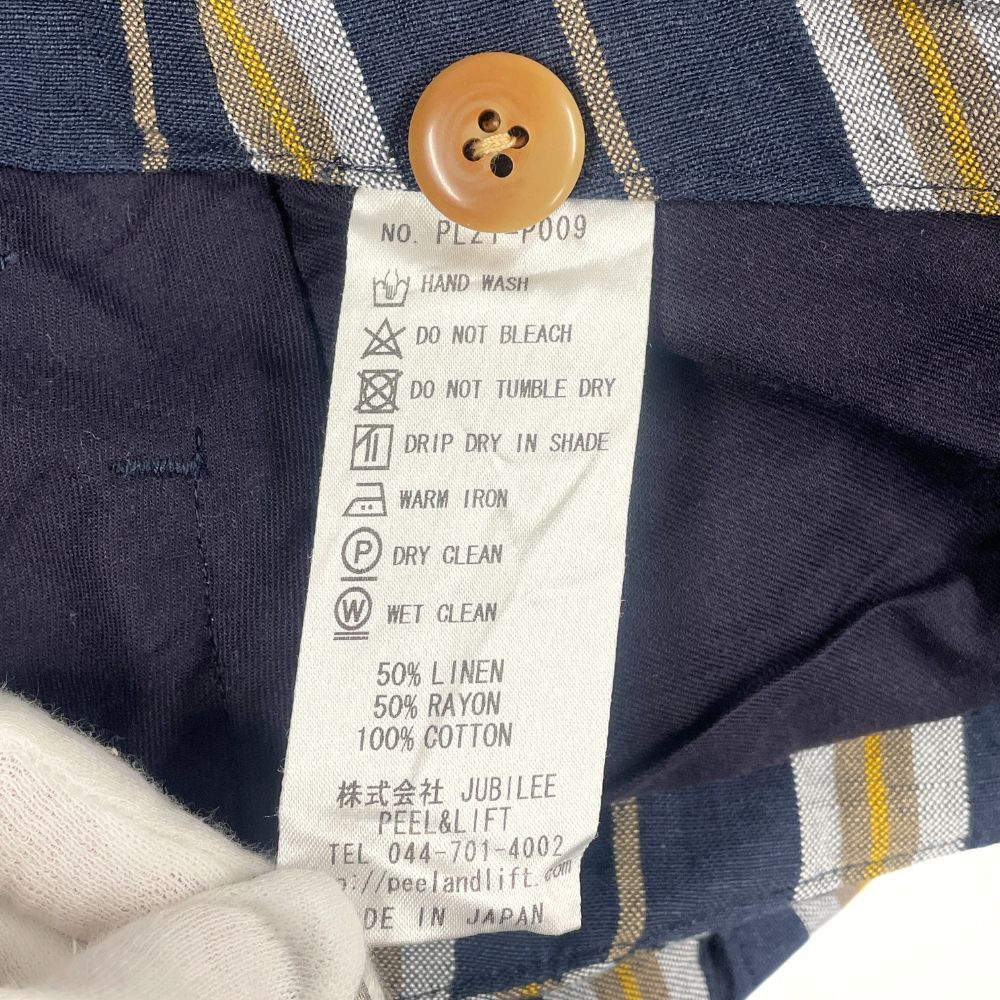 NO. PL21-P009
HAND WASH
DO NOT BLEACH
DO NOT TUMBLE DRY
DRIP DRY IN SHADE
WARM IRON
P DRY CLEAN
W WET CLEAN
50% LINEN
50% RAYON
100% COTTON
株式会社 JUBILEE
PEEL&LIFT
TEL 044-701-4002
://peelandlift.com
DE IN JAPAN